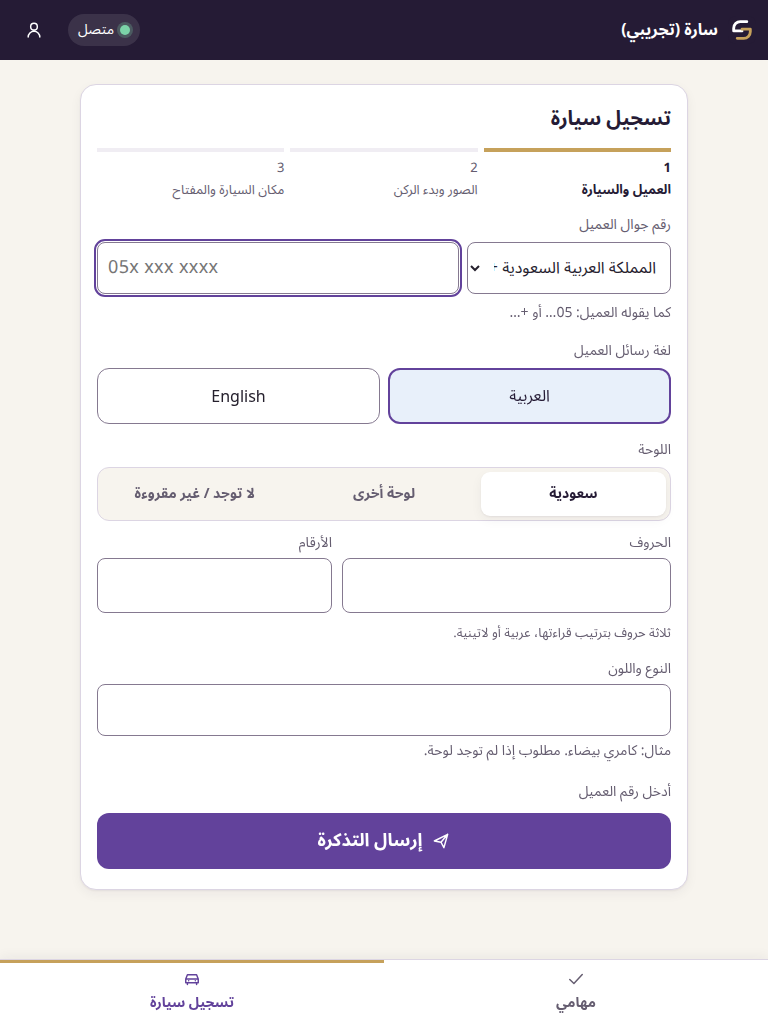 سارة (تجريبي)
متصل
تسجيل سيارة
1
العميل والسيارة
2
الصور وبدء الركن
3
مكان السيارة والمفتاح
رقم جوال العميل
المملكة العربية السعودية
05x xxx xxxx
كما يقوله العميل: 05... أو +...
لغة رسائل العميل
العربية
English
اللوحة
سعودية
لوحة أخرى
لا توجد / غير مقروءة
الحروف
الأرقام
ثلاثة حروف بترتيب قراءتها، عربية أو لاتينية.
النوع واللون
مثال: كامري بيضاء. مطلوب إذا لم توجد لوحة.
أدخل رقم العميل
إرسال التذكرة
مهامي
تسجيل سيارة